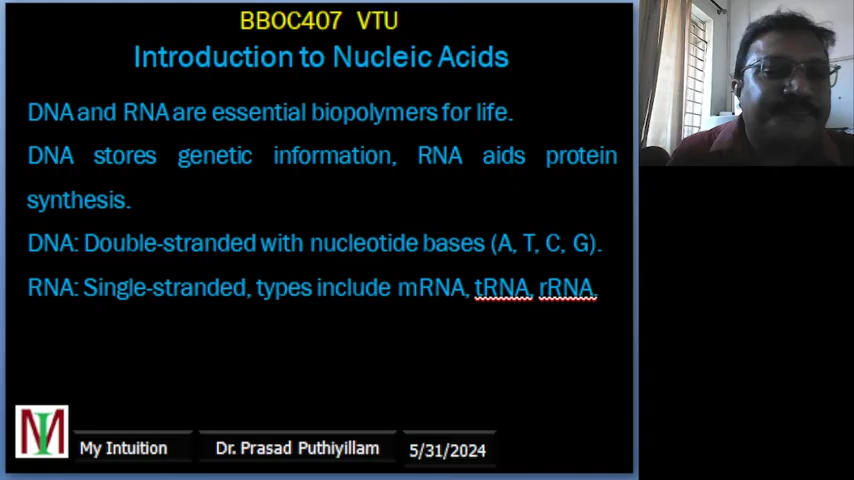 BBOC407 VTU
Introduction to Nucleic Acids
DNA and RNA are essential biopolymers for life.
DNA stores genetic information, RNA aids protein
synthesis.
DNA: Double-stranded with nucleotide bases (A, T, C, G).
RNA: Single-stranded, types include mRNA, tRNA, rRNA.
MI
My Intuition
Dr. Prasad Puthiyillam
5/31/2024